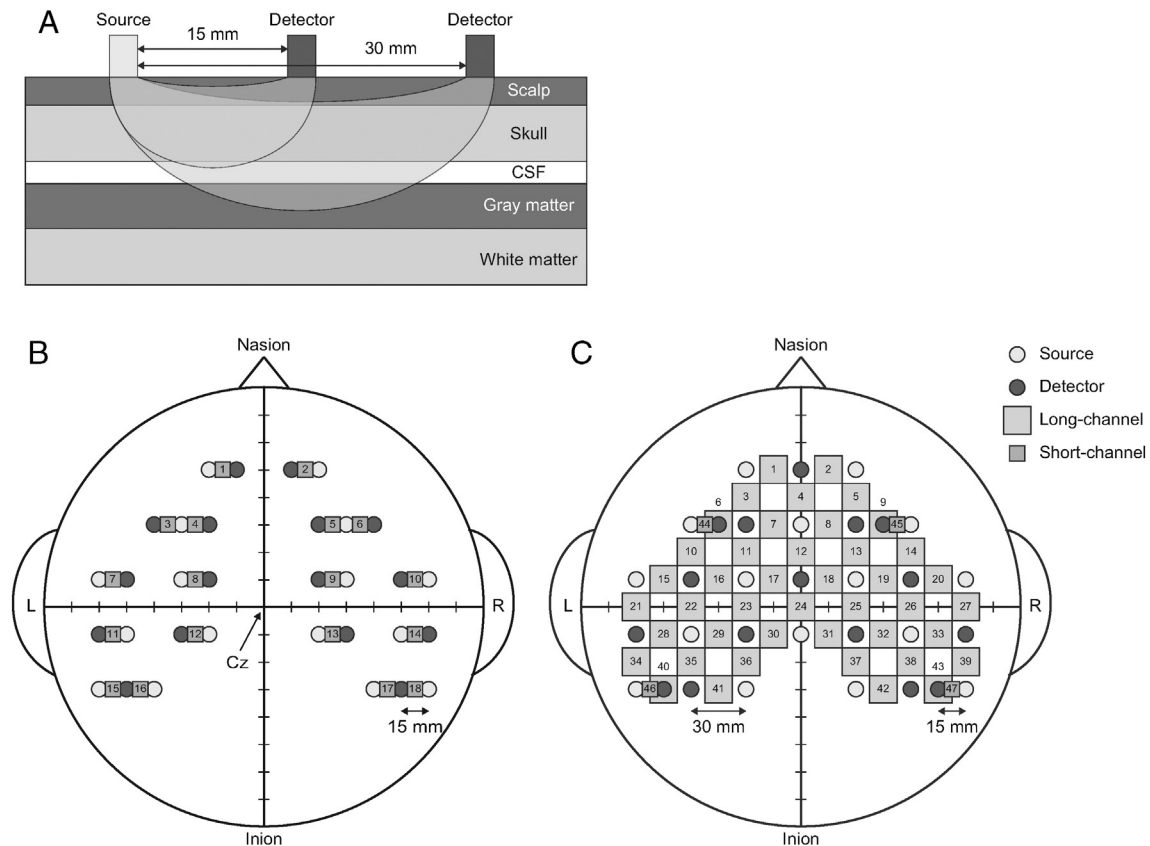 A
Source Detector Detector
15 mm
30 mm
Scalp
Skull
CSF
Gray matter
White matter
B
Nasion
1 2
3 4 5 6
7 8 9 10
L R
11 12 13 14
Cz
15 16 17 18
15 mm
Inion
C
Nasion
Source
Detector
Long-channel
Short-channel
1 2
3 4 5
6 9
44 7 8 45
10 11 12 13 14
15 16 17 18 19 20
L 21 22 23 24 25 26 27 R
28 29 30 31 32 33
34 40 35 36 37 38 43 39
46 41 42 47
30 mm 15 mm
Inion